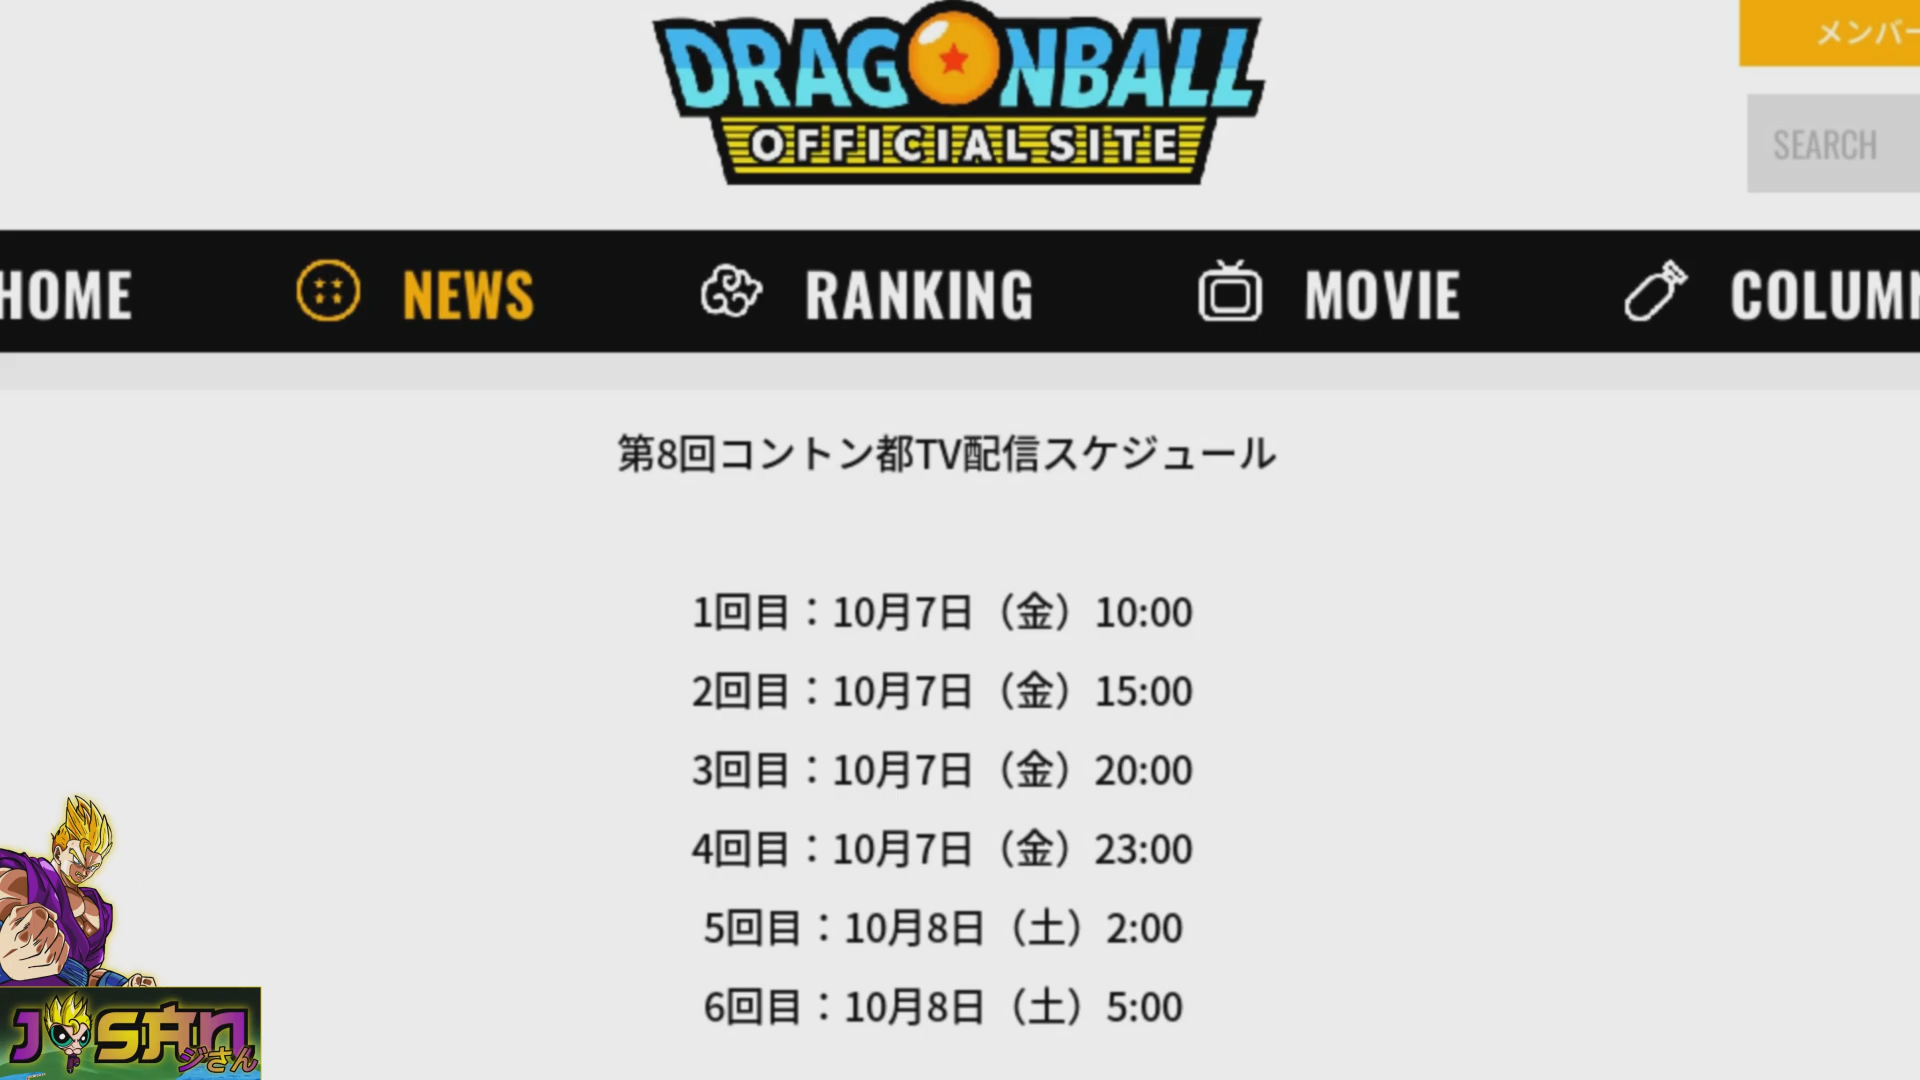 DRAGONBALL
OFFICIAL SITE
メンバー
SEARCH
HOME NEWS RANKING MOVIE COLUMN
第8回コントン都TV配信スケジュール
1回目：10月7日（金）10:00
2回目：10月7日（金）15:00
3回目：10月7日（金）20:00
4回目：10月7日（金）23:00
5回目：10月8日（土）2:00
6回目：10月8日（土）5:00
JOSAN
ジさん